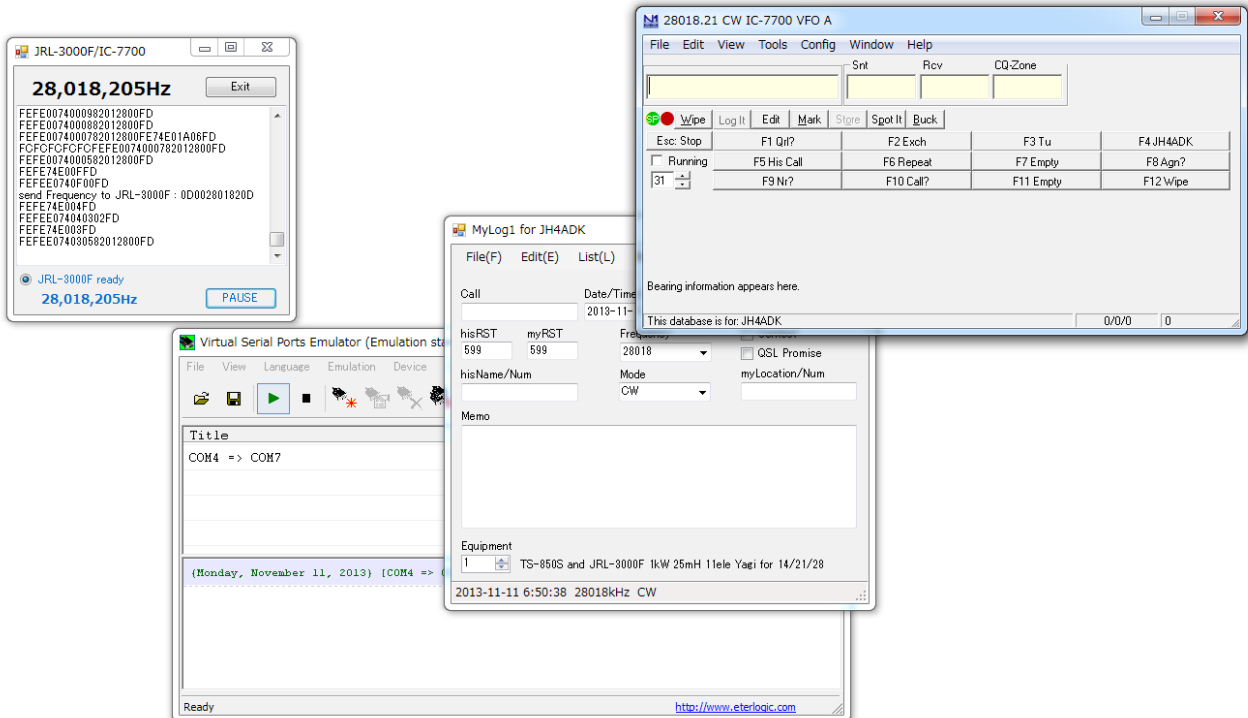 JRL-3000F/IC-7700
28,018,205Hz
Exit
FEFE0074000982012800FD
FEFE0074000882012800FD
FEFE0074000782012800FE74E01A06FD
FCFCFCFCFCFEFE0074000782012800FD
FEFE0074000582012800FD
FEFE74E00FFD
FEFEE0740F00FD
send Frequency to JRL-3000F : 0D002801820D
FEFE74E004FD
FEFEE074040302FD
FEFE74E003FD
FEFEE074030582012800FD
JRL-3000F ready
28,018,205Hz
PAUSE
28018.21 CW IC-7700 VFO A
File Edit View Tools Config Window Help
Snt Rcv CQ-Zone
SP Wipe Log It Edit Mark Store Spot It Buck
Esc: Stop F1 Qrl? F2 Exch F3 Tu F4 JH4ADK
Running F5 His Call F6 Repeat F7 Empty F8 Agn?
31 F9 Nr? F10 Call? F11 Empty F12 Wipe
Bearing information appears here.
This database is for: JH4ADK 0/0/0 0
MyLog1 for JH4ADK
File(F) Edit(E) List(L)
Call Date/Time
2013-11-
hisRST myRST Frequency
599 599 28018
QSL Promise
hisName/Num Mode myLocation/Num
CW
Memo
Equipment
1 TS-850S and JRL-3000F 1kW 25mH 11ele Yagi for 14/21/28
2013-11-11 6:50:38 28018kHz CW
Virtual Serial Ports Emulator (Emulation sta
File View Language Emulation Device
Title
COM4 => COM7
{Monday, November 11, 2013} [COM4 =>
Ready http://www.eterlogic.com